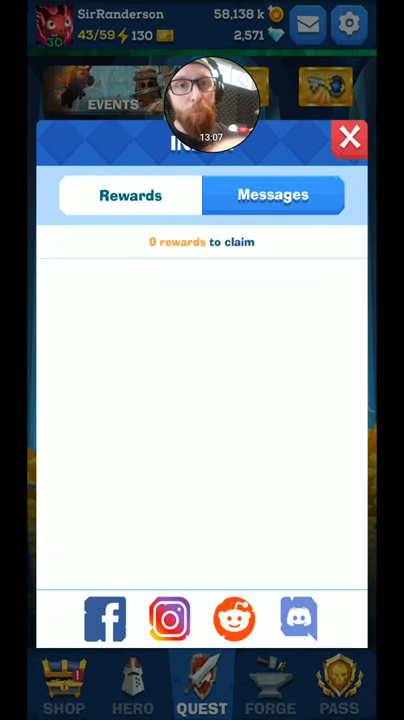 SirRanderson
58,138 k
30
43/59
130
2,571
EVENTS
13:07
Rewards
Messages
0 rewards to claim
SHOP
HERO
QUEST
FORGE
PASS